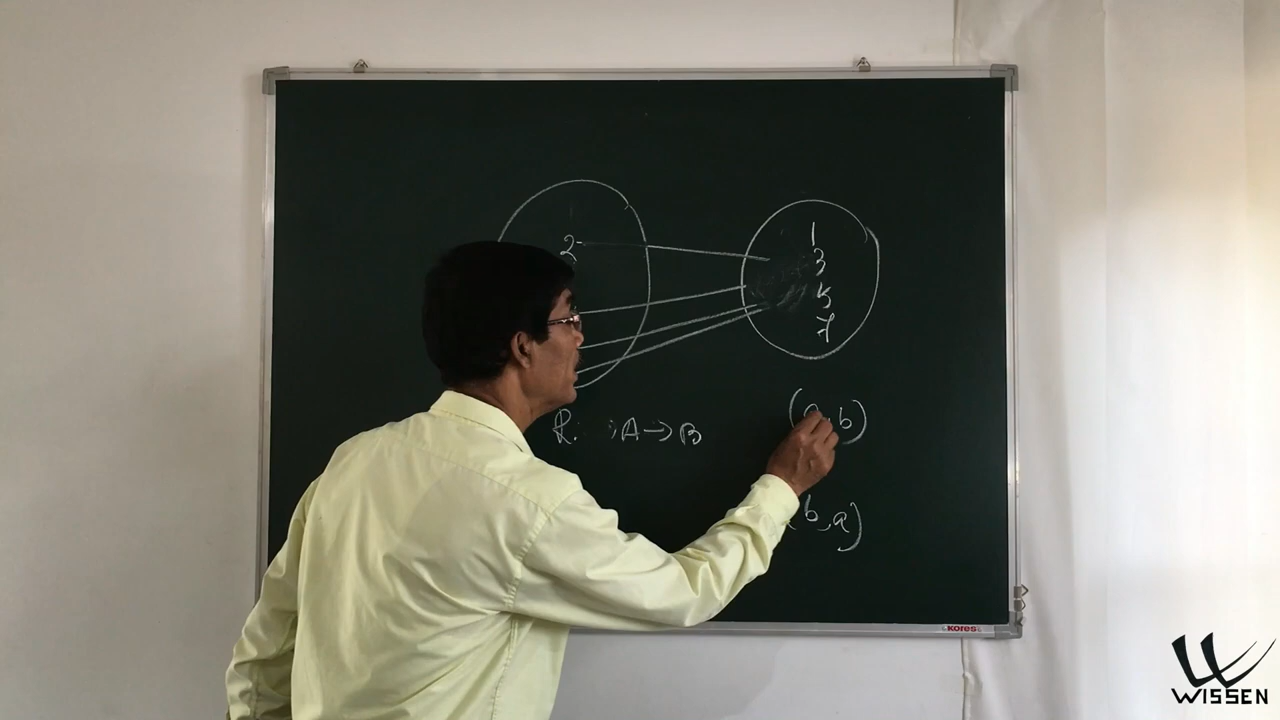 2
1
3
5
7
(a, b)
R: A → B
(b, a)
KORES
WISSEN